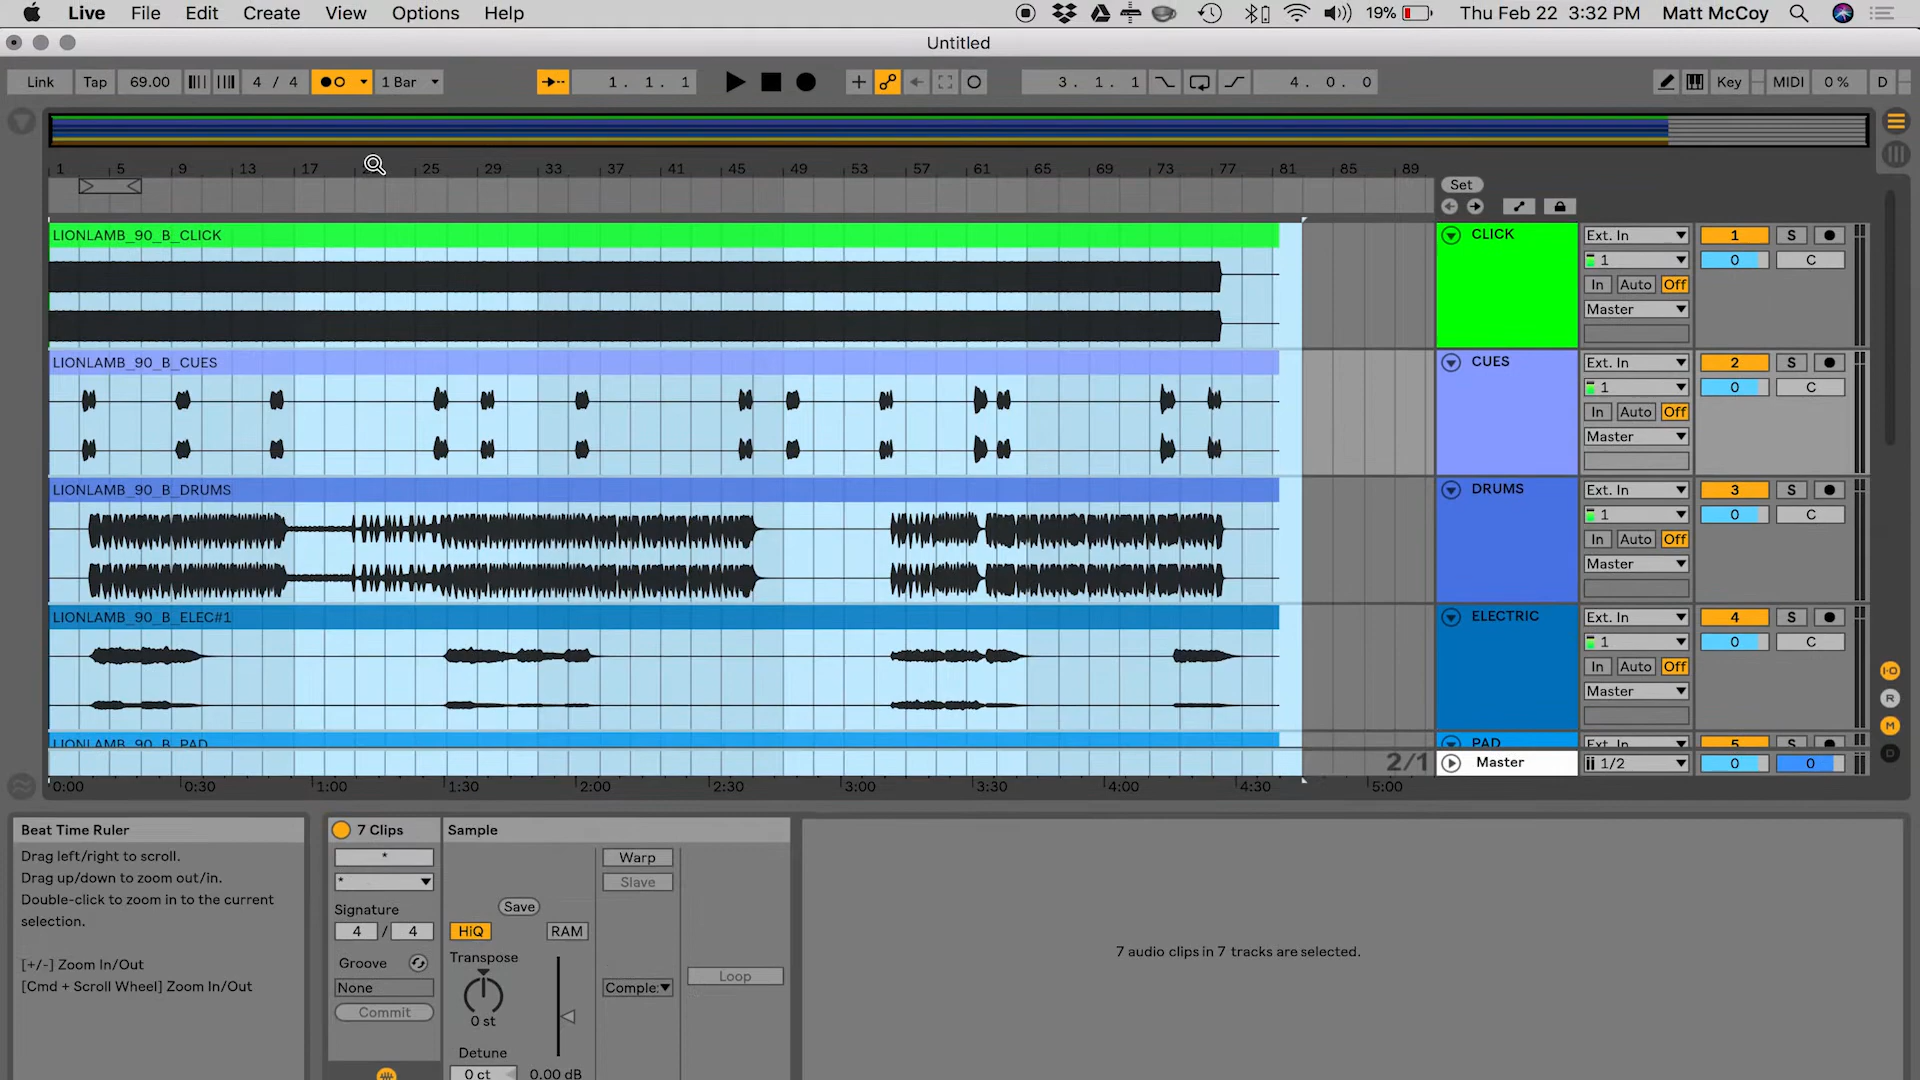 Live File Edit Create View Options Help 19% Thu Feb 22 3:32 PM Matt McCoy
Untitled
Link Tap 69.00 4 / 4 1 Bar 1. 1. 1 3. 1. 1 4. 0. 0 Key MIDI 0 % D
1 5 9 13 17 25 29 33 37 41 45 49 53 57 61 65 69 73 77 81 85 89
Set
LIONLAMB_90_B_CLICK CLICK Ext. In 1 S
1 0 C
In Auto Off
Master
LIONLAMB_90_B_CUES CUES Ext. In 2 S
1 0 C
In Auto Off
Master
LIONLAMB_90_B_DRUMS DRUMS Ext. In 3 S
1 0 C
In Auto Off
Master
LIONLAMB_90_B_ELEC#1 ELECTRIC Ext. In 4 S
1 0 C
In Auto Off
Master
LIONLAMB_90_B_PAD PAD Ext. In 5 S
2/1 Master 1/2 0 0
0:00 0:30 1:00 1:30 2:00 2:30 3:00 3:30 4:00 4:30 5:00
I·O
R
M
D
Beat Time Ruler
Drag left/right to scroll.
Drag up/down to zoom out/in.
Double-click to zoom in to the current
selection.
[+/-] Zoom In/Out
[Cmd + Scroll Wheel] Zoom In/Out
7 Clips
*
*
Signature
4 / 4
Groove
None
Commit
Sample
Warp
Slave
Save
HiQ RAM
Transpose
0 st
Detune
0 ct 0.00 dB
Comple:
Loop
7 audio clips in 7 tracks are selected.